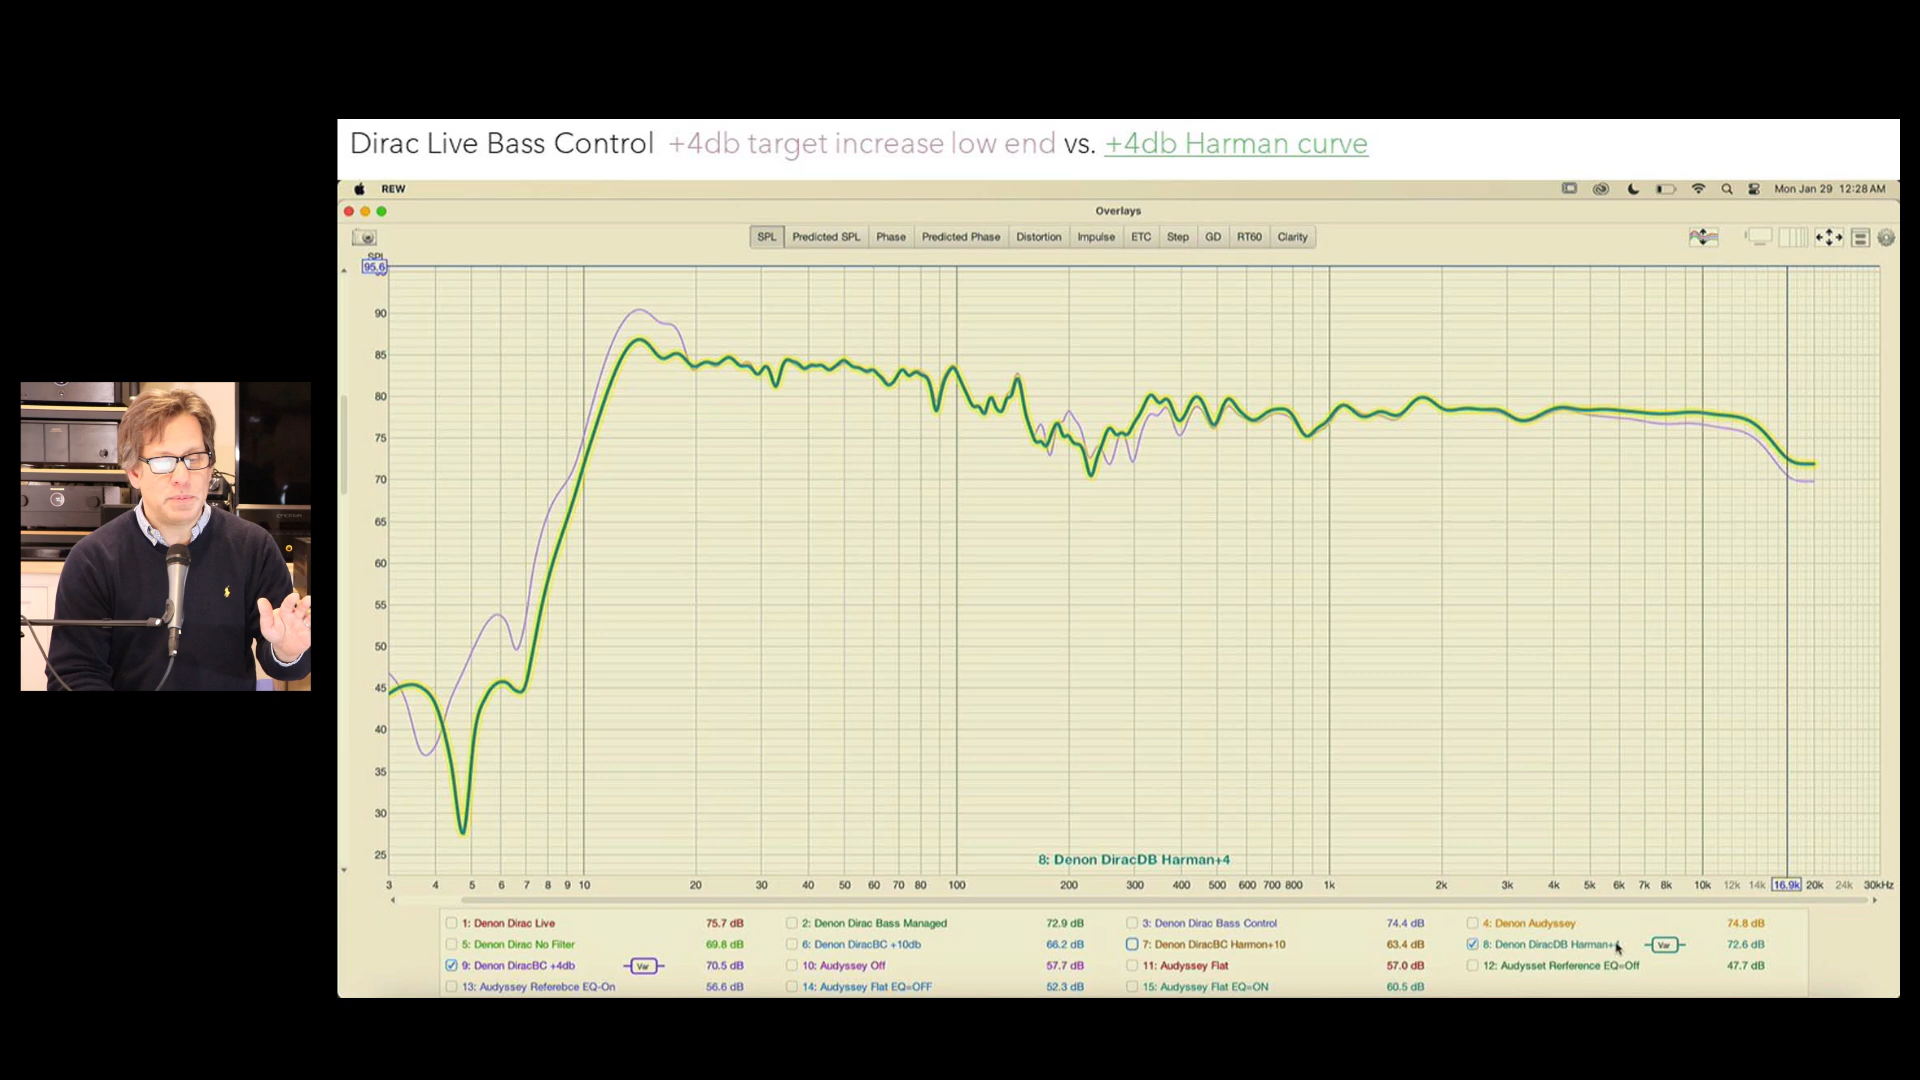 Dirac Live Bass Control +4db target increase low end vs. +4db Harman curve
REW
Mon Jan 29 12:28 AM
Overlays
SPL Predicted SPL Phase Predicted Phase Distortion Impulse ETC Step GD RT60 Clarity
SPL
95.6
90
85
80
75
70
65
60
55
50
45
40
35
30
25
8: Denon DiracDB Harman+4
3 4 5 6 7 8 9 10 20 30 40 50 60 70 80 100 200 300 400 500 600 700 800 1k 2k 3k 4k 5k 6k 7k 8k 10k 12k 14k 16.9k 20k 24k 30kHz
1: Denon Dirac Live 75.7 dB 2: Denon Dirac Bass Managed 72.9 dB 3: Denon Dirac Bass Control 74.4 dB 4: Denon Audyssey 74.8 dB
5: Denon Dirac No Filter 69.8 dB 6: Denon DiracBC +10db 66.2 dB 7: Denon DiracBC Harmon+10 63.4 dB 8: Denon DiracDB Harman+4 Var 72.6 dB
9: Denon DiracBC +4db Var 70.5 dB 10: Audyssey Off 57.7 dB 11: Audyssey Flat 57.0 dB 12: Audysset Rerference EQ=Off 47.7 dB
13: Audyssey Referebce EQ-On 56.6 dB 14: Audyssey Flat EQ=OFF 52.3 dB 15: Audyssey Flat EQ=ON 60.5 dB